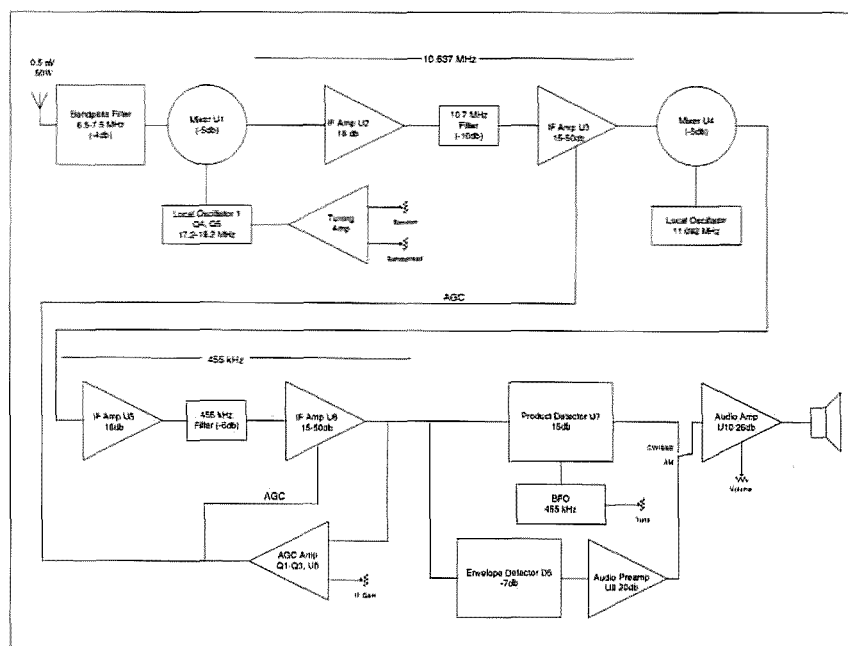 10.637 MHz
0.5 mV
50W
Bandpass Filter
6.5-7.5 MHz
(-4db)
Mixer U1
(-5db)
IF Amp U2
18 db
10.7 MHz
Filter
(-10db)
IF Amp U3
15-50db
Mixer U4
(-5db)
Local Oscillator 1
Q4, Q5
17.2-18.2 MHz
Tuning
Amp
Bandspread
Local Oscillator
11.092 MHz
AGC
455 kHz
IF Amp U5
18db
455 kHz
Filter (-6db)
IF Amp U6
15-50db
Product Detector U7
15db
Audio Amp
U10 26db
CW/SSB
AM
Volume
BFO
455 kHz
AGC
AGC Amp
Q1-Q3, U8
IF Gain
Envelope Detector D5
-7db
Audio Preamp
20db